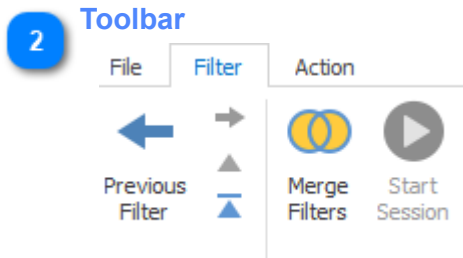 2
Toolbar
File Filter Action
Previous Merge Start
Filter Filters Session